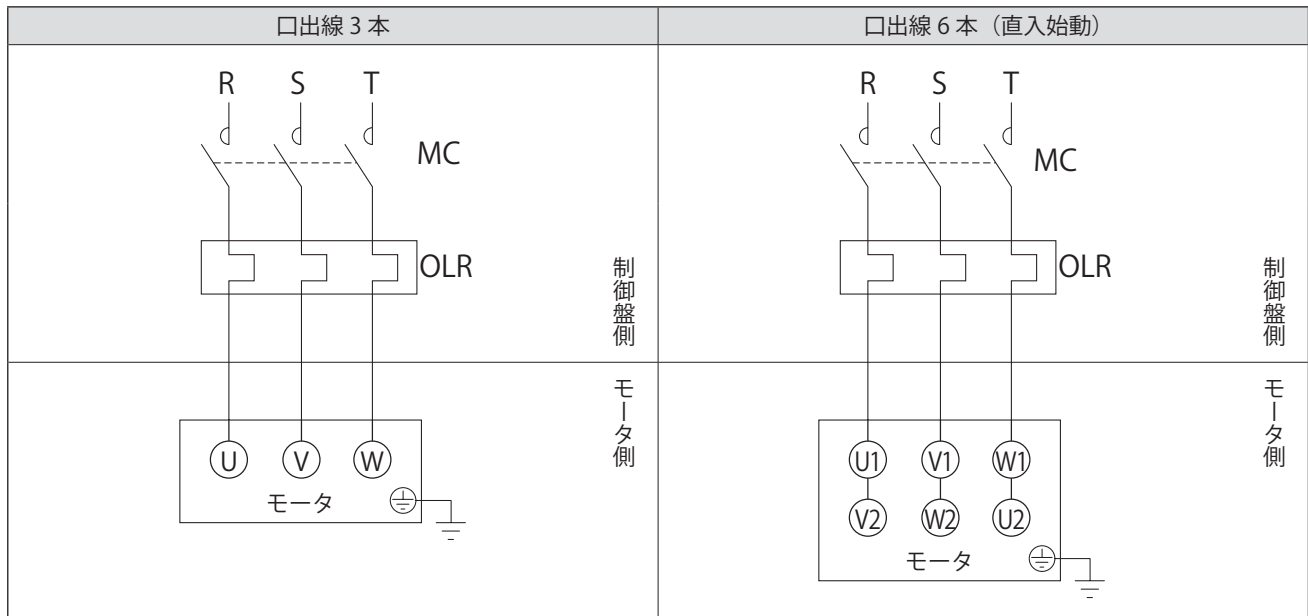 口出線 3 本
R S T
MC
OLR
制御盤側
モータ側
U V W
モータ
口出線 6 本（直入始動）
R S T
MC
OLR
制御盤側
モータ側
U1 V1 W1
V2 W2 U2
モータ